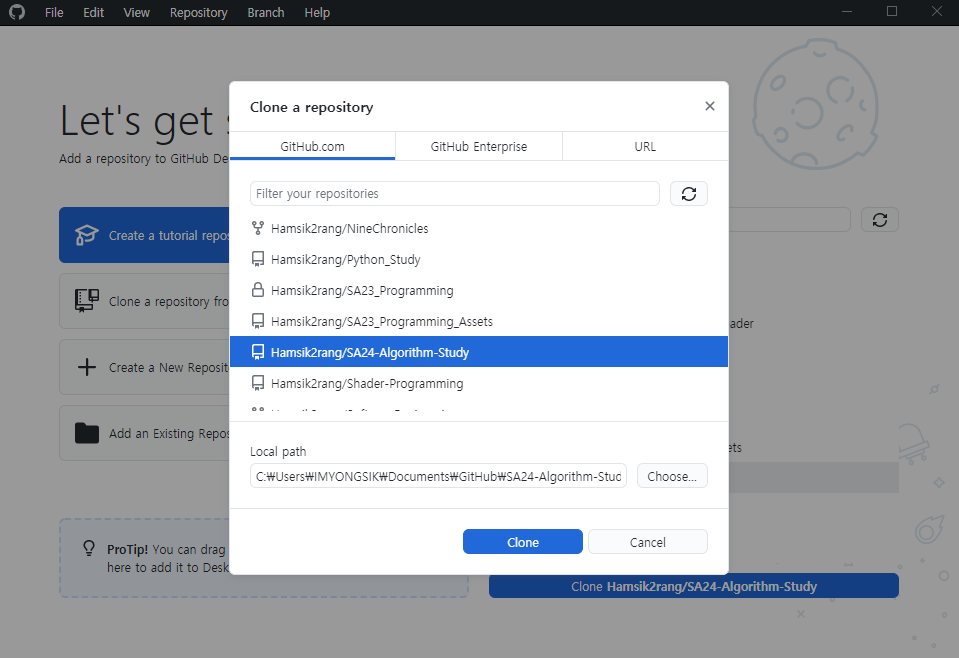 File Edit View Repository Branch Help
Let's get
Add a repository to GitHub De
Clone a repository
GitHub.com GitHub Enterprise URL
Filter your repositories
Hamsik2rang/NineChronicles
Hamsik2rang/Python_Study
Hamsik2rang/SA23_Programming
Hamsik2rang/SA23_Programming_Assets
Hamsik2rang/SA24-Algorithm-Study
Hamsik2rang/Shader-Programming
Local path
C:₩Users₩IMYONGSIK₩Documents₩GitHub₩SA24-Algorithm-Stud
Choose...
Clone Cancel
Create a tutorial repos
Clone a repository fro
Create a New Reposit
Add an Existing Repos
ProTip! You can drag
here to add it to Desk
ader
ets
Clone Hamsik2rang/SA24-Algorithm-Study